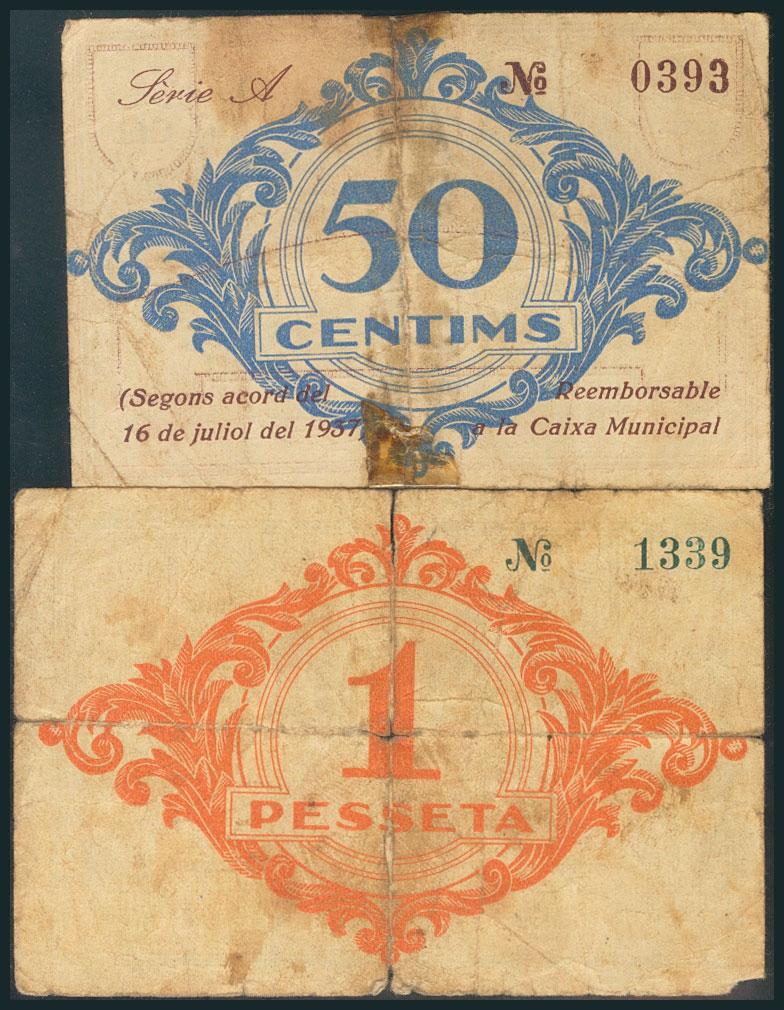 Sèrie A
Nº 0393
50
CENTIMS
(Segons acord del
16 de juliol del 1937
Reemborsable
a la Caixa Municipal
Nº 1339
1
PESSETA